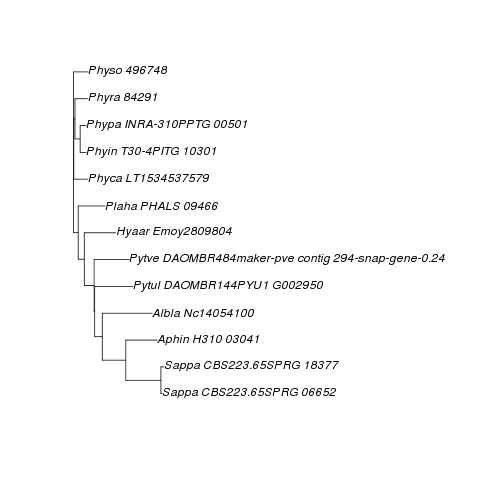 Physo 496748
Phyra 84291
Phypa INRA-310PPTG 00501
Phyin T30-4PITG 10301
Phyca LT1534537579
Plaha PHALS 09466
Hyaar Emoy2809804
Pytve DAOMBR484maker-pve contig 294-snap-gene-0.24
Pytul DAOMBR144PYU1 G002950
Albla Nc14054100
Aphin H310 03041
Sappa CBS223.65SPRG 18377
Sappa CBS223.65SPRG 06652